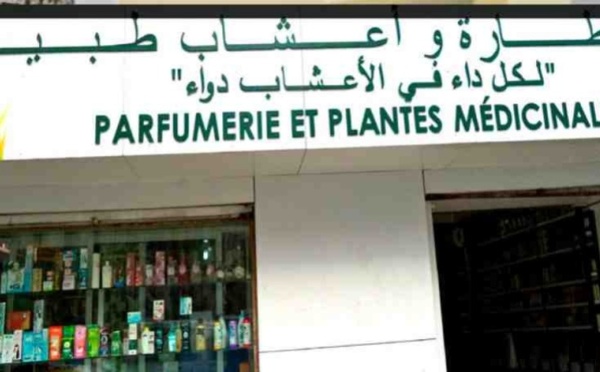 طارة و أعشاب طبي
"لكل داء في الأعشاب دواء"
PARFUMERIE ET PLANTES MÉDICINAL